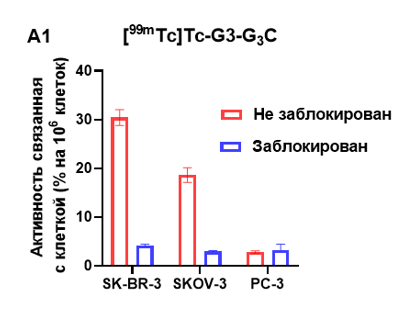 A1
[⁹⁹ᵐTc]Tc-G3-G₃C
Активность связанная
с клеткой (% на 10⁶ клеток)
40
30
20
10
0
Не заблокирован
Заблокирован
SK-BR-3
SKOV-3
PC-3